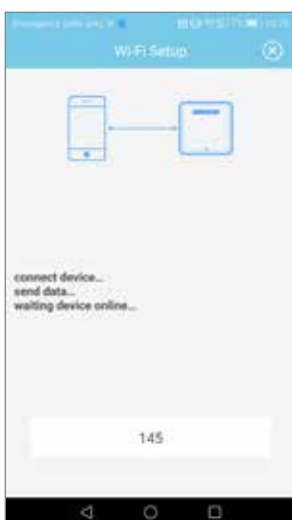 Wi-Fi Setup
connect device...
send data...
waiting device online...
145